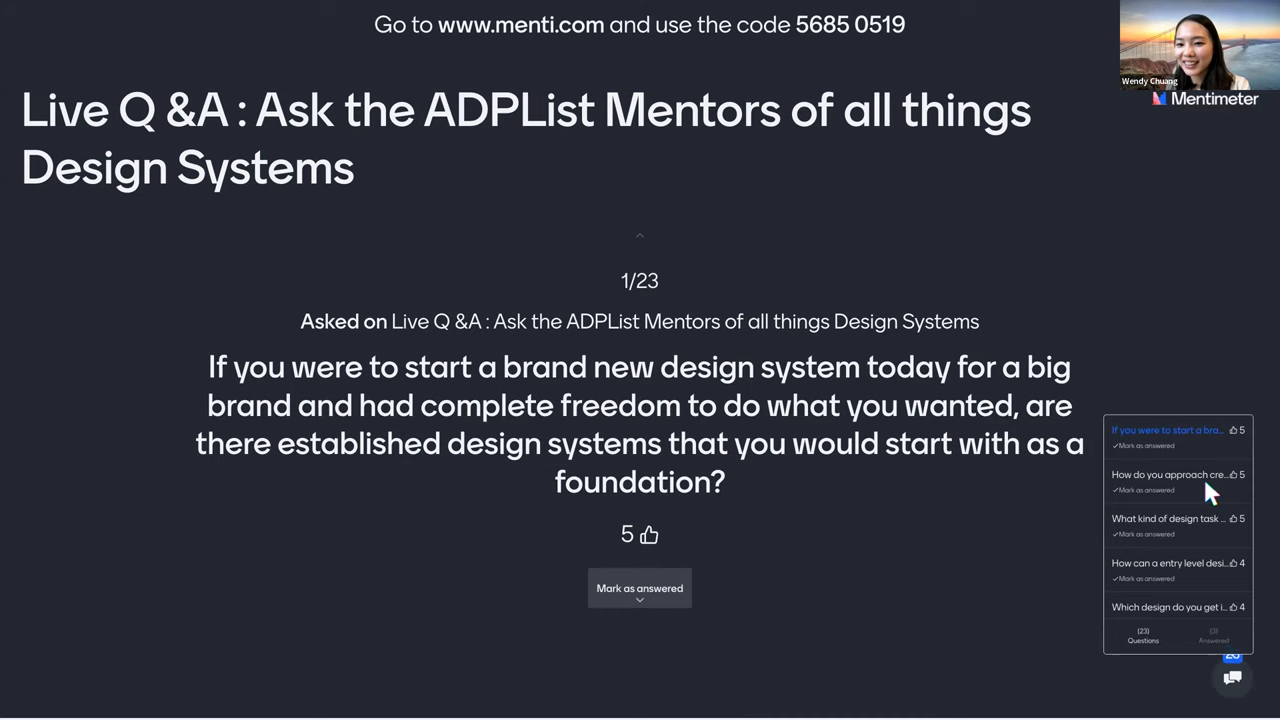 Go to www.menti.com and use the code 5685 0519
Wendy Chuang
Mentimeter
Live Q &A : Ask the ADPList Mentors of all things
Design Systems
1/23
Asked on Live Q &A : Ask the ADPList Mentors of all things Design Systems
If you were to start a brand new design system today for a big
brand and had complete freedom to do what you wanted, are
there established design systems that you would start with as a
foundation?
5
Mark as answered
If you were to start a bra... 5
Mark as answered
How do you approach cre... 5
Mark as answered
What kind of design task ... 5
Mark as answered
How can a entry level desi... 4
Mark as answered
Which design do you get i... 4
(23) (3)
Questions Answered